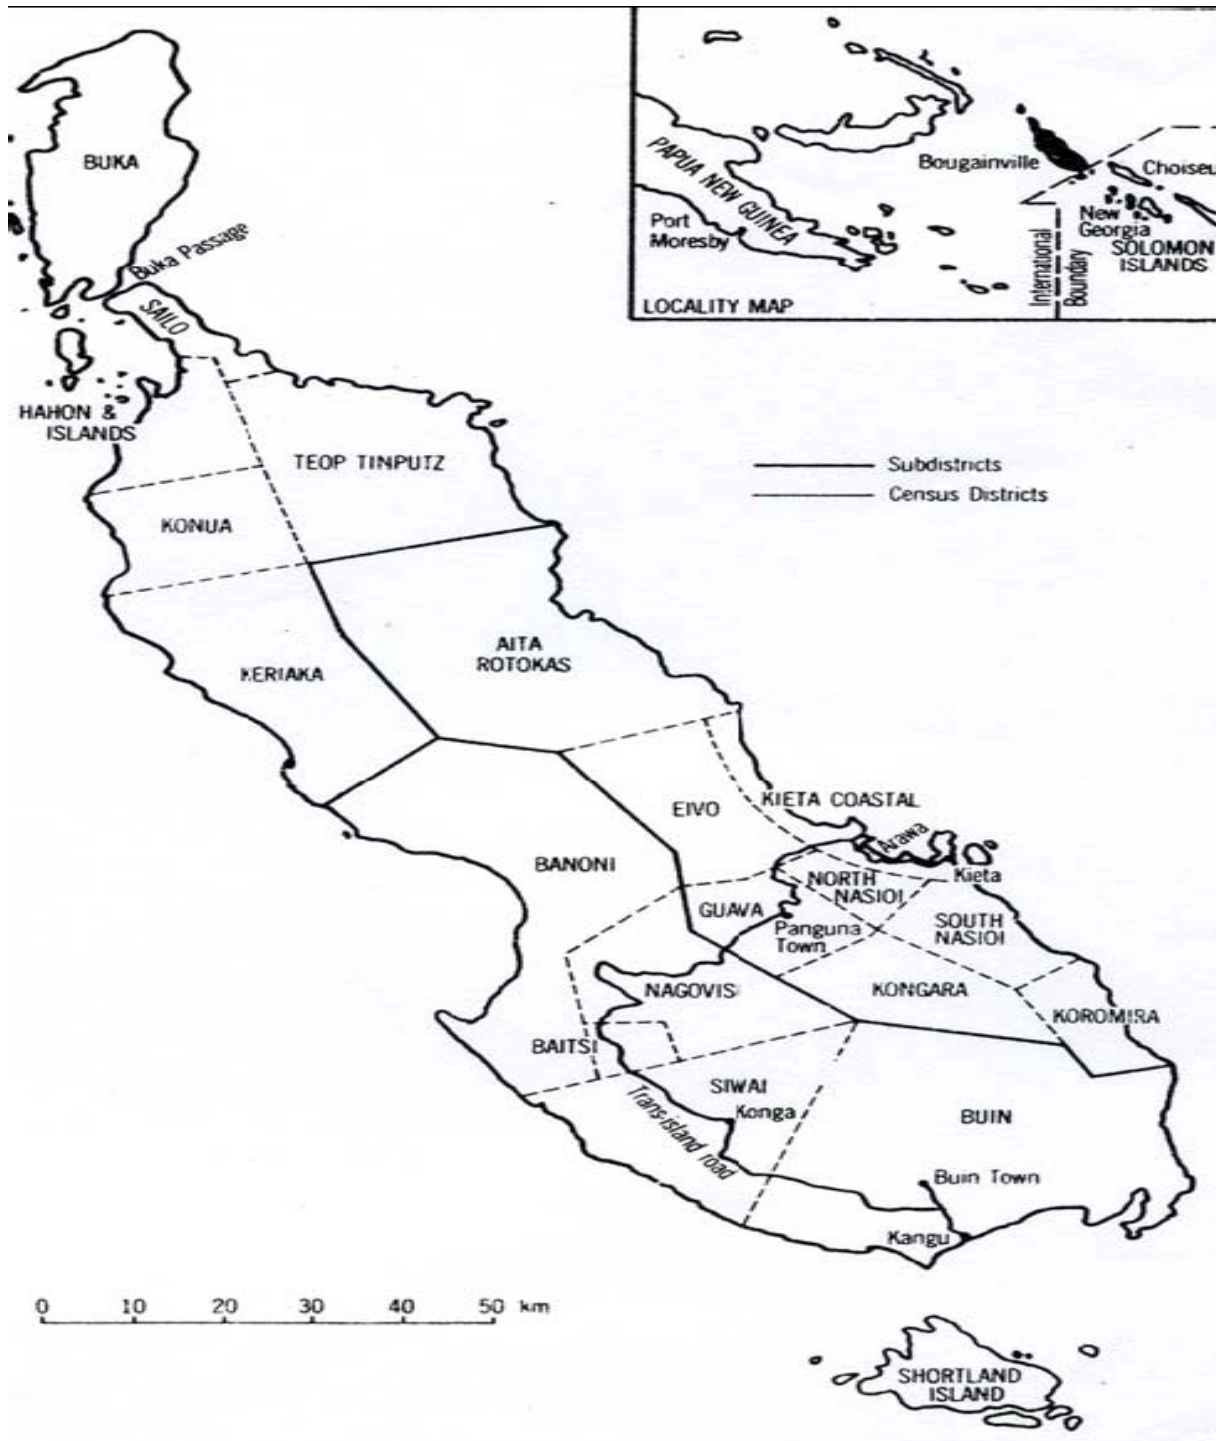 BUKA
Buka Passage
SAILO
HAHON &
ISLANDS
TEOP TINPUTZ
KONUA
KERIAKA
AITA
ROTOKAS
EIVO
KIETA COASTAL
Arawa
Kieta
BANONI
NORTH
NASIOI
GUAVA
Panguna
Town
SOUTH
NASIOI
NAGOVISI
KONGARA
KOROMIRA
BAITSI
SIWAI
Konga
Trans-island road
BUIN
Buin Town
Kangu
SHORTLAND
ISLAND
0 10 20 30 40 50 km
Subdistricts
Census Districts
PAPUA NEW GUINEA
Port
Moresby
Bougainville
Choiseu
New
Georgia
SOLOMON
ISLANDS
International
Boundary
LOCALITY MAP